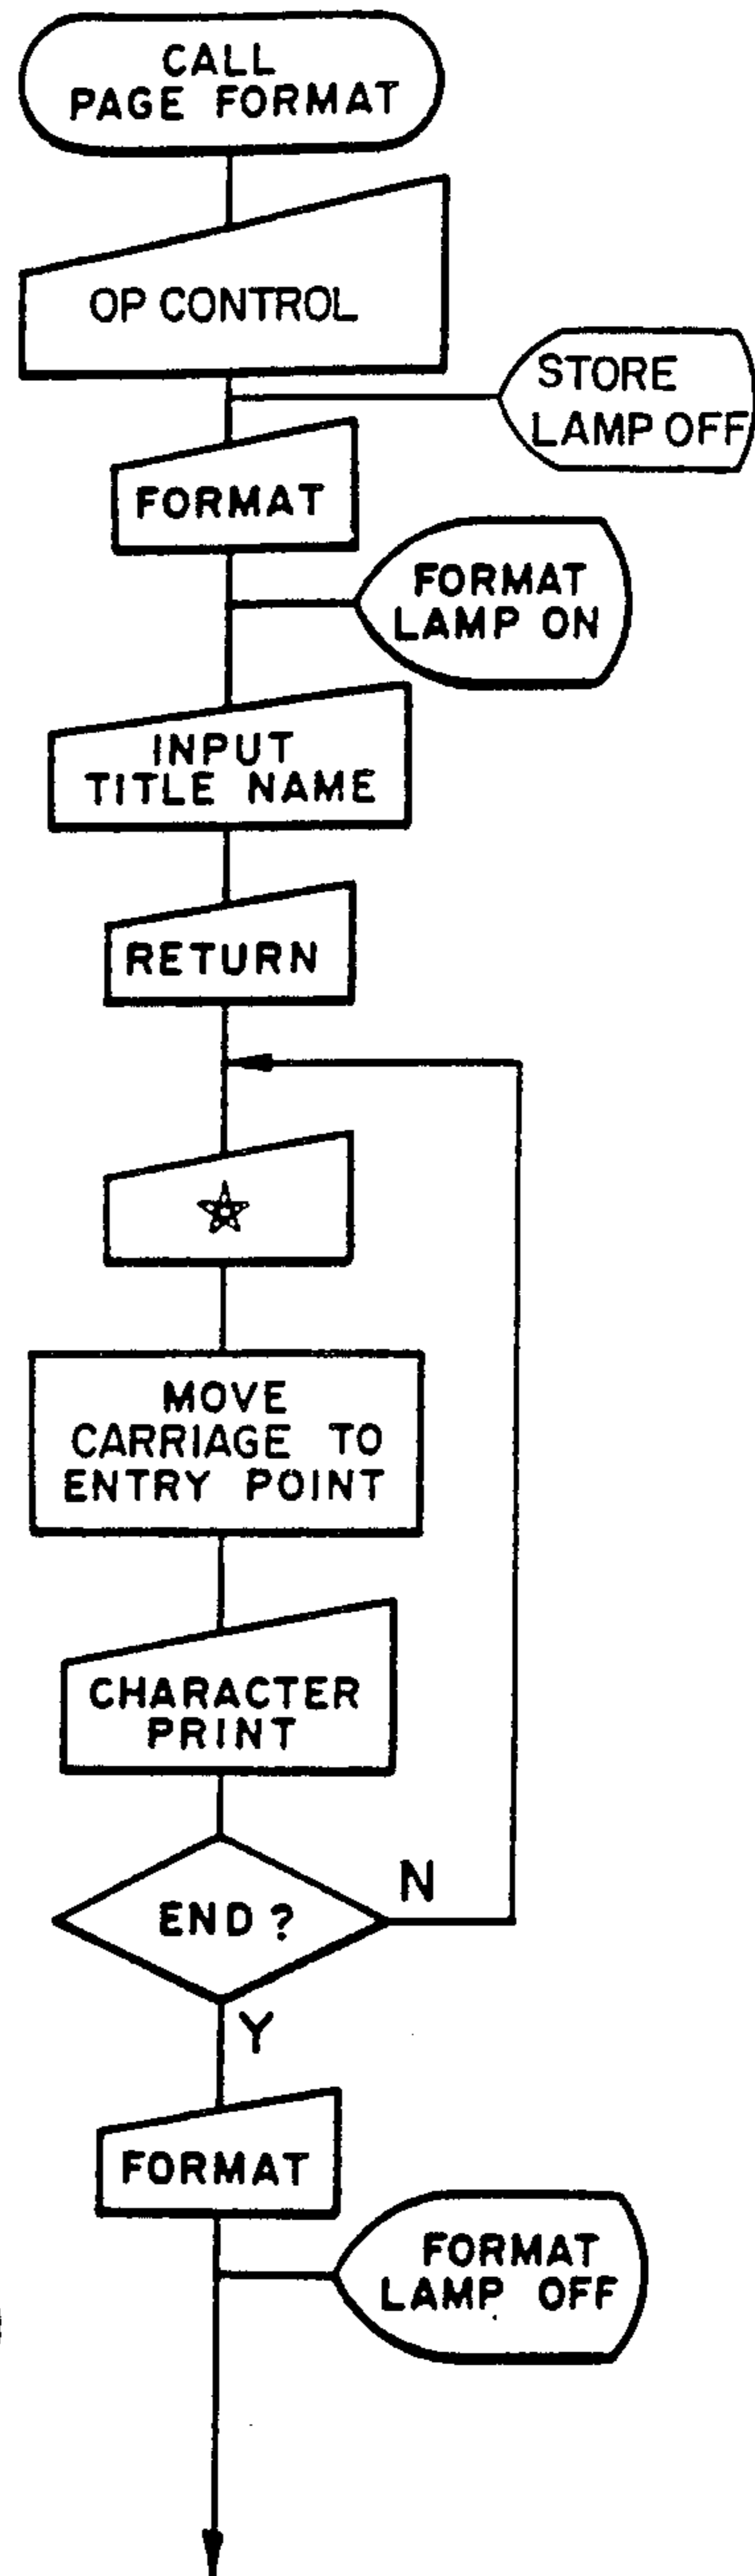 CALL
PAGE FORMAT
OP CONTROL
STORE
LAMP OFF
FORMAT
FORMAT
LAMP ON
INPUT
TITLE NAME
RETURN
☆
MOVE
CARRIAGE TO
ENTRY POINT
CHARACTER
PRINT
END ?
N
Y
FORMAT
FORMAT
LAMP OFF